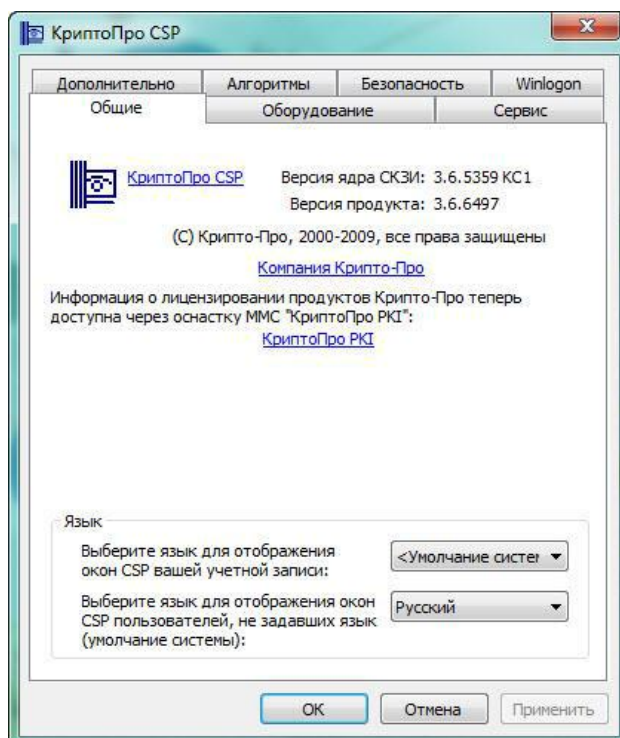 КриптоПро CSP
Дополнительно Алгоритмы Безопасность Winlogon
Общие Оборудование Сервис
КриптоПро CSP Версия ядра СКЗИ: 3.6.5359 КС1
Версия продукта: 3.6.6497
(C) Крипто-Про, 2000-2009, все права защищены
Компания Крипто-Про
Информация о лицензировании продуктов Крипто-Про теперь
доступна через оснастку MMC "КриптоПро PKI":
КриптоПро PKI
Язык
Выберите язык для отображения
окон CSP вашей учетной записи:
<Умолчание систем
Выберите язык для отображения окон
CSP пользователей, не задавших язык
(умолчание системы):
Русский
ОК Отмена Применить